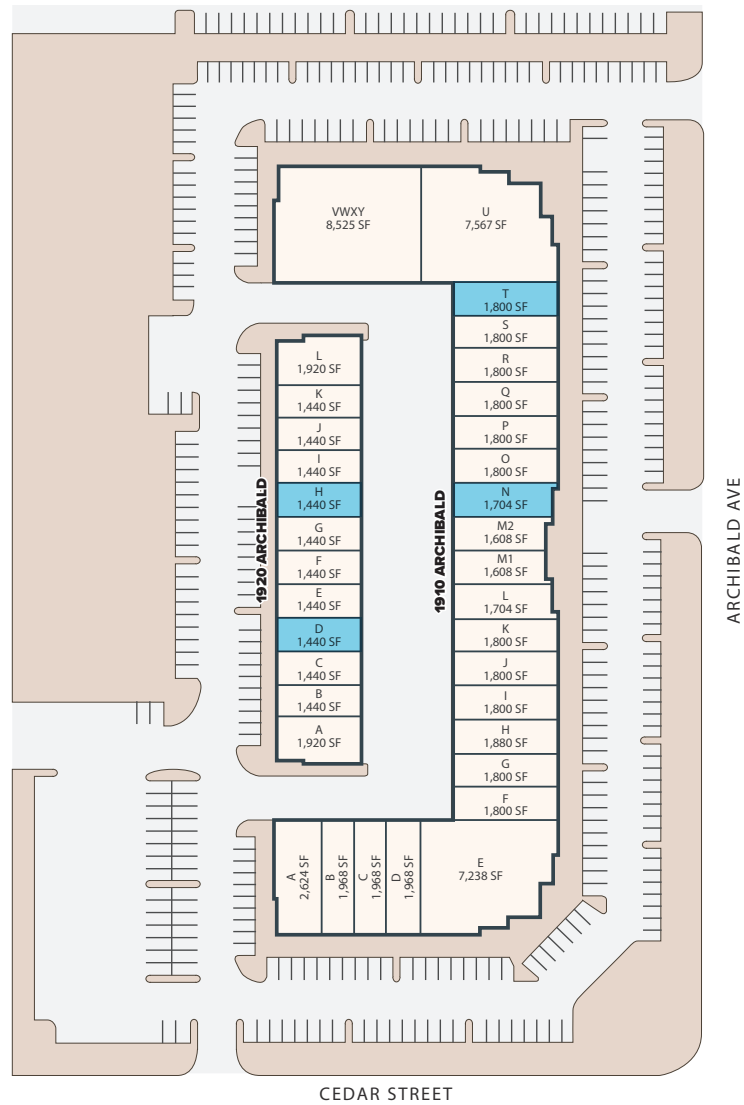 VWXY
8,525 SF
U
7,567 SF
T
1,800 SF
S
1,800 SF
R
1,800 SF
Q
1,800 SF
P
1,800 SF
O
1,800 SF
N
1,704 SF
M2
1,608 SF
M1
1,608 SF
L
1,704 SF
K
1,800 SF
J
1,800 SF
I
1,800 SF
H
1,880 SF
G
1,800 SF
F
1,800 SF
1910 ARCHIBALD
L
1,920 SF
K
1,440 SF
J
1,440 SF
I
1,440 SF
H
1,440 SF
G
1,440 SF
F
1,440 SF
E
1,440 SF
D
1,440 SF
C
1,440 SF
B
1,440 SF
A
1,920 SF
1920 ARCHIBALD
A
2,624 SF
B
1,968 SF
C
1,968 SF
D
1,968 SF
E
7,238 SF
ARCHIBALD AVE
CEDAR STREET